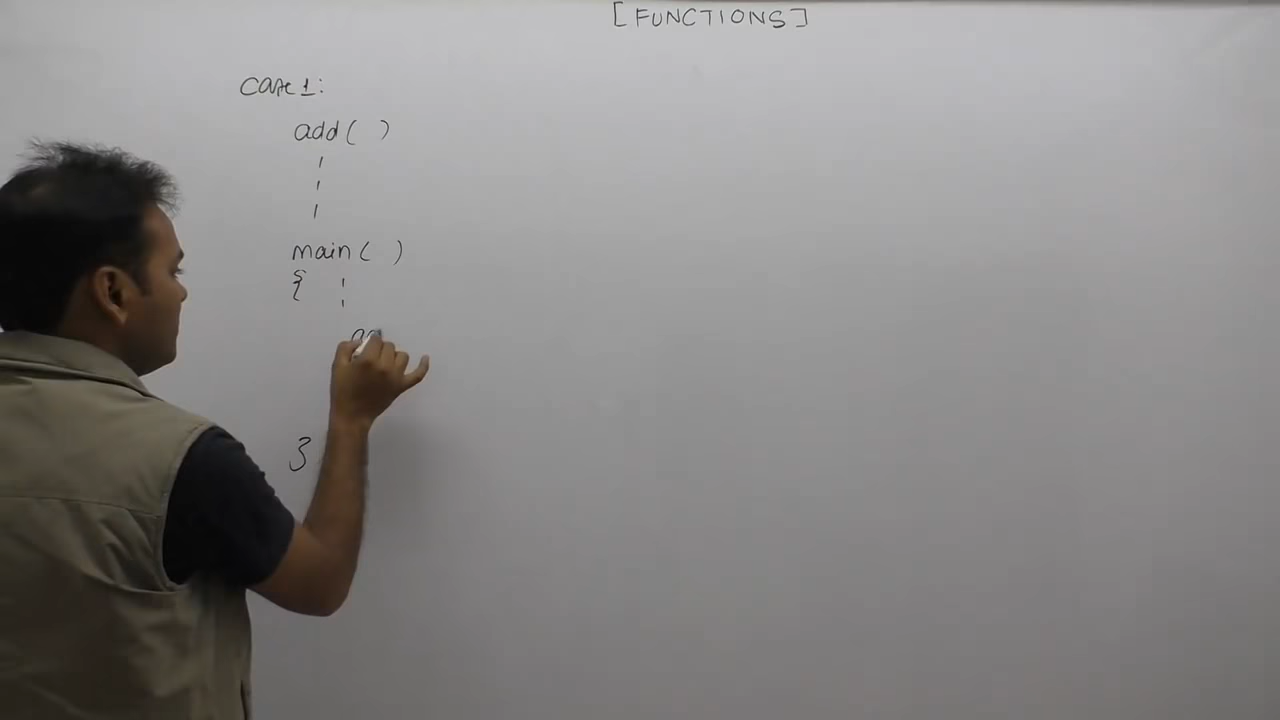 [FUNCTIONS]
Case 1:
add( )
main( )
{
}